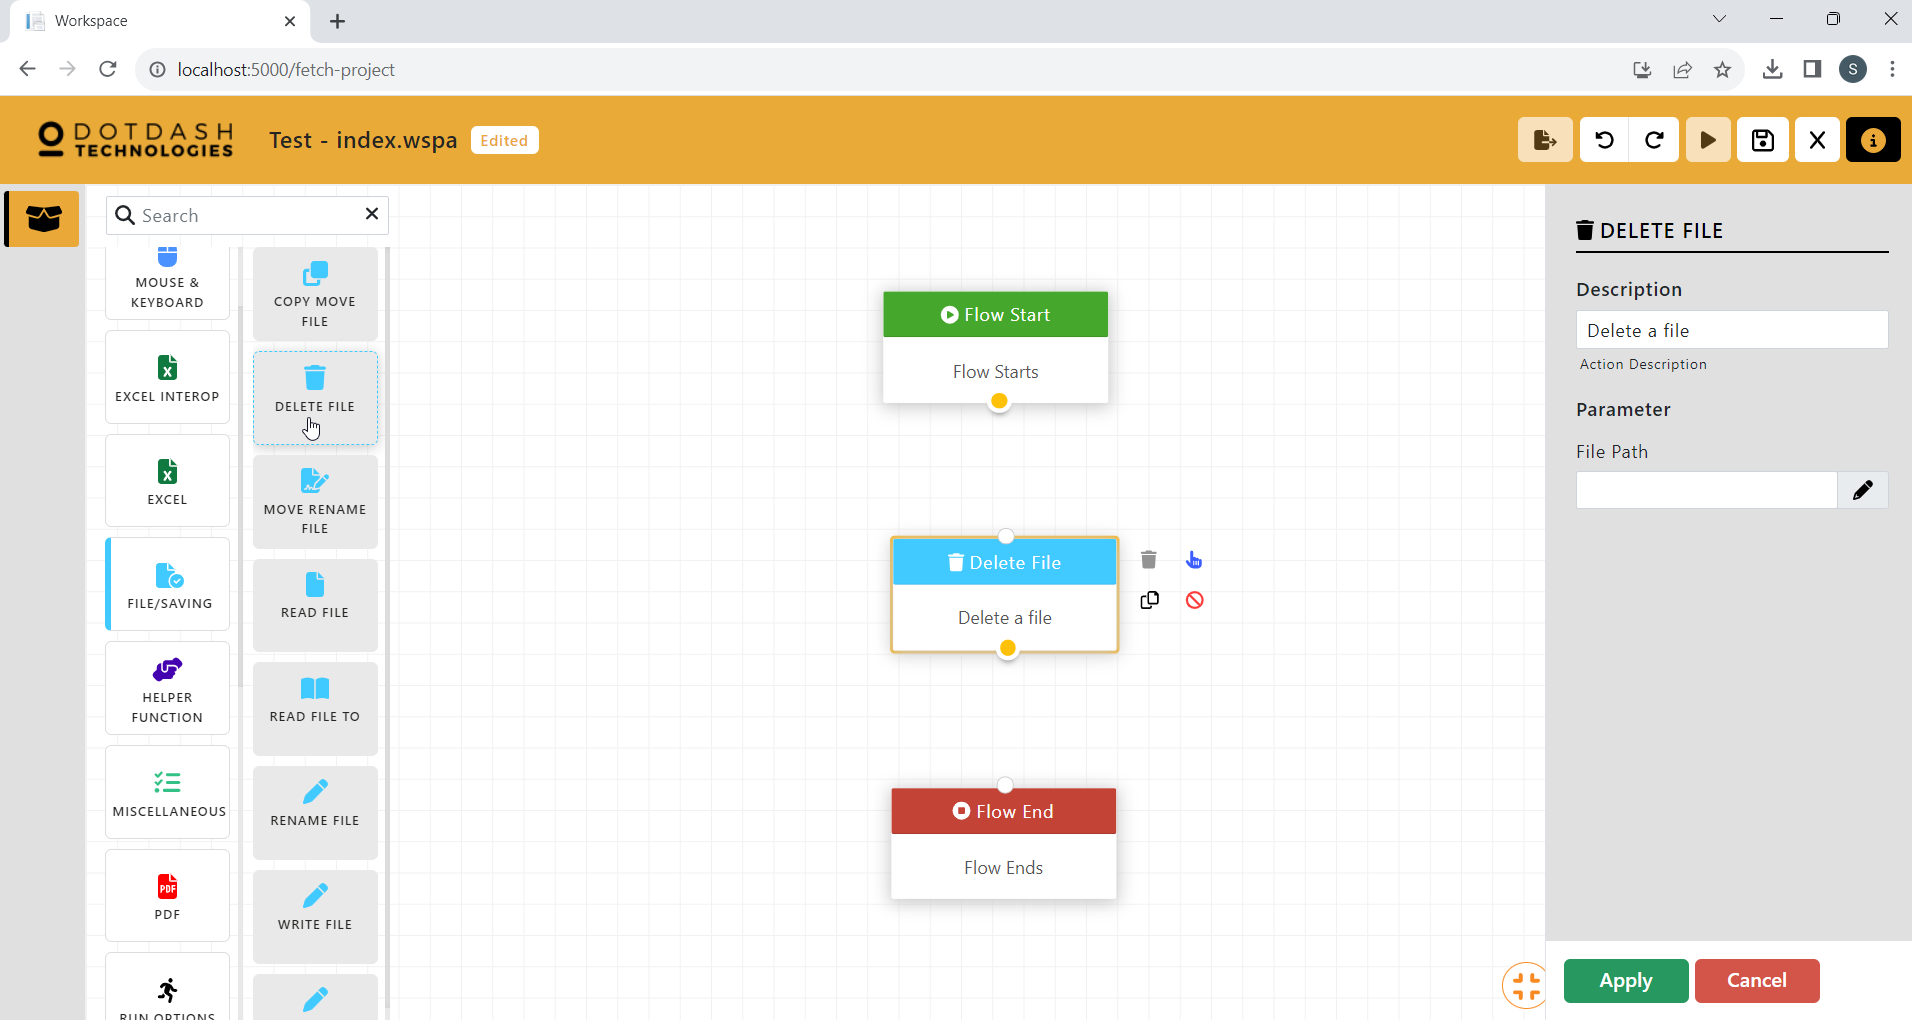 Workspace
localhost:5000/fetch-project
S
DOTDASH
TECHNOLOGIES
Test - index.wspa
Edited
Search
MOUSE &
KEYBOARD
EXCEL INTEROP
EXCEL
FILE/SAVING
HELPER
FUNCTION
MISCELLANEOUS
PDF
PDF
RUN OPTIONS
COPY MOVE
FILE
DELETE FILE
MOVE RENAME
FILE
READ FILE
READ FILE TO
RENAME FILE
WRITE FILE
Flow Start
Flow Starts
Delete File
Delete a file
Flow End
Flow Ends
DELETE FILE
Description
Delete a file
Action Description
Parameter
File Path
Apply
Cancel